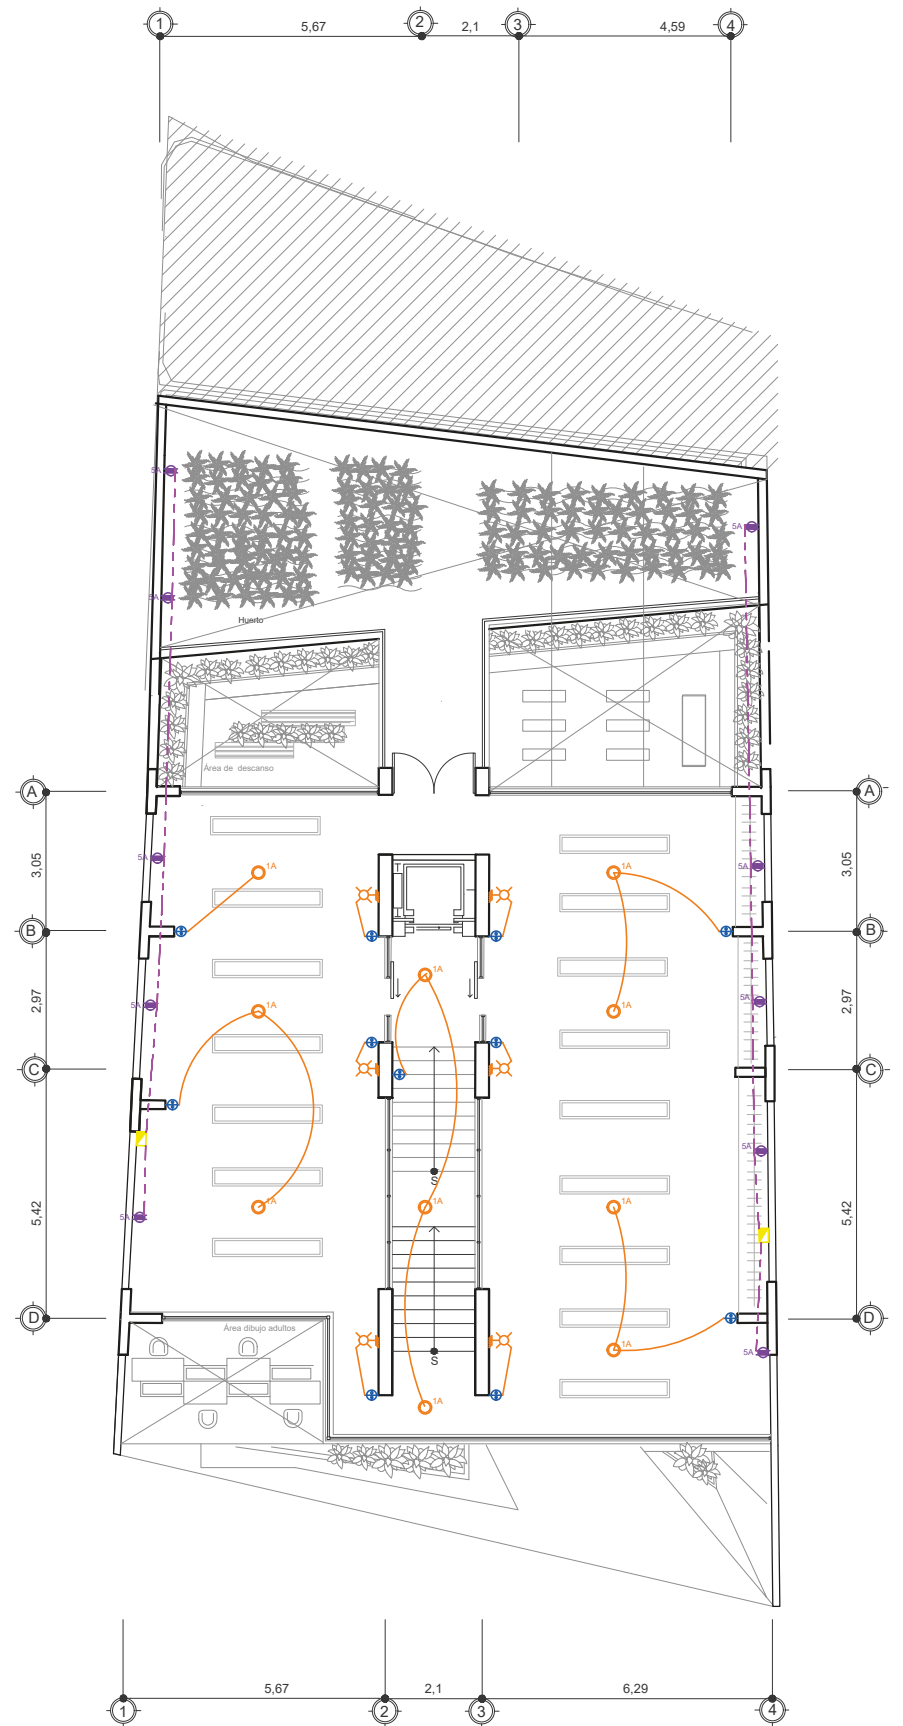 1 2 3 4
5,67 2,1 4,59
5A
5A
5A
Huerto
Área de descanso
A A
3,05 3,05
5A 1A 1A 5A
T
B B
2,97 2,97
1A
5A 1A 1A 5A
C C
5A
S
5,42 5,42
5A 1A 1A 1A
D D
Área dibujo adultos
S 1A 5A
1A
5,67 2,1 6,29
1 2 3 4